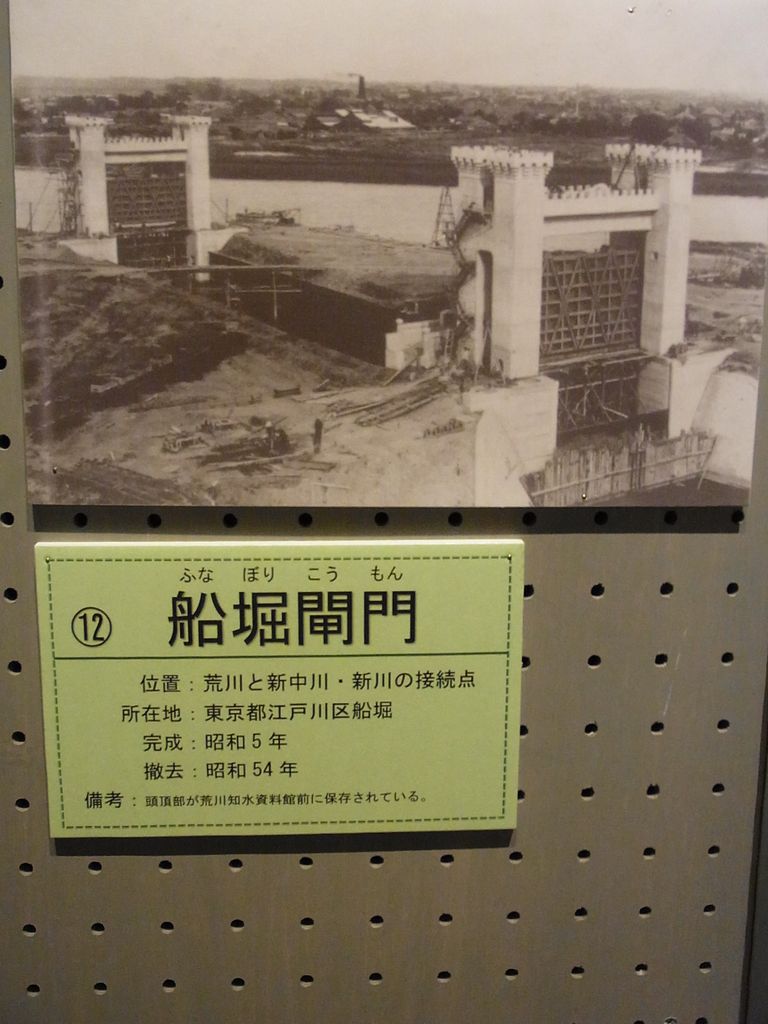 ふな ぼり こう もん
⑫ 船堀閘門
位置：荒川と新中川・新川の接続点
所在地：東京都江戸川区船堀
完成：昭和５年
撤去：昭和54年
備考：頭頂部が荒川知水資料館前に保存されている。